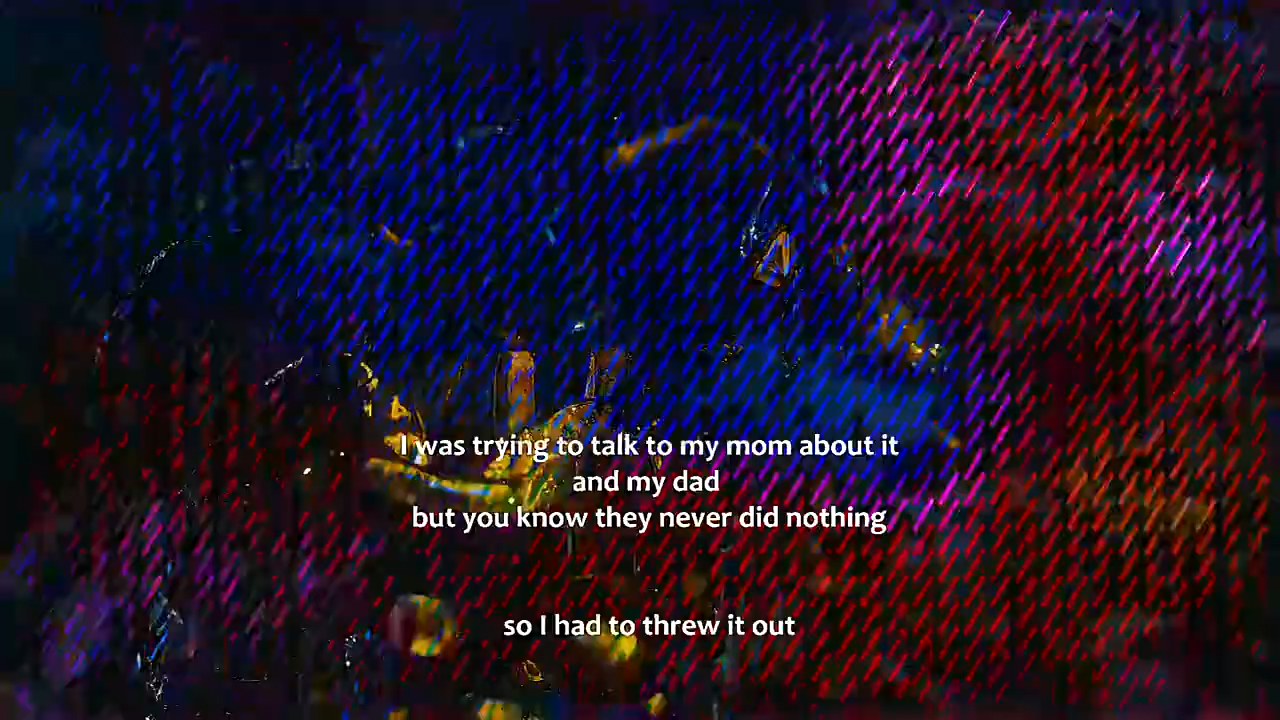 I was trying to talk to my mom about it
and my dad
but you know they never did nothing
so I had to threw it out